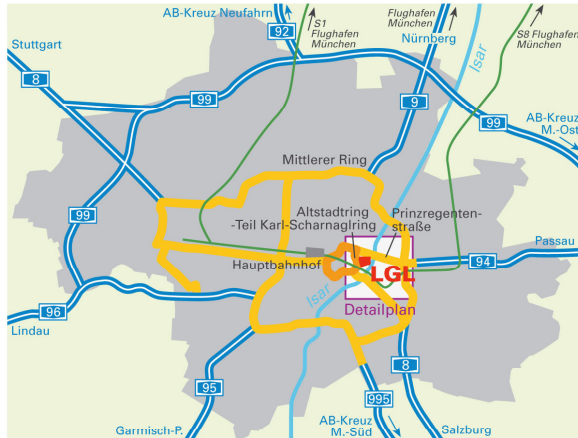 AB-Kreuz Neufahrn
S1
Flughafen
München
Flughafen
München
S8 Flughafen
München
Stuttgart
92
Nürnberg
Isar
8
99
9
AB-Kreuz
M.-Ost
99
Mittlerer Ring
99
Altstadtring
-Teil Karl-Scharnaglring
Prinzregenten-
straße
Passau
Hauptbahnhof
LGL
94
Isar
Detailplan
96
Lindau
95
8
995
Garmisch-P.
AB-Kreuz
M.-Süd
Salzburg